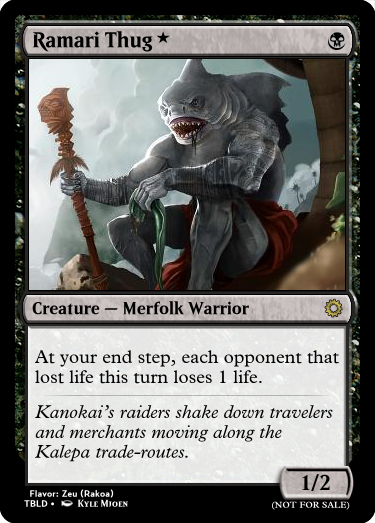 Ramari Thug ★
Creature — Merfolk Warrior
At your end step, each opponent that
lost life this turn loses 1 life.
Kanokai's raiders shake down travelers
and merchants moving along the
Kalepa trade-routes.
1/2
Flavor: Zeu (Rakoa)
TBLD • Kyle Mioen
(NOT FOR SALE)